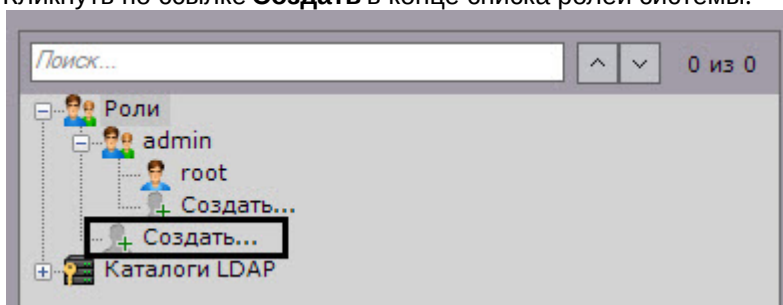 Кликнуть по ссылке Создать в конце списка ролей системы.
Поиск...
0 из 0
Роли
admin
root
Создать...
Создать...
Каталоги LDAP